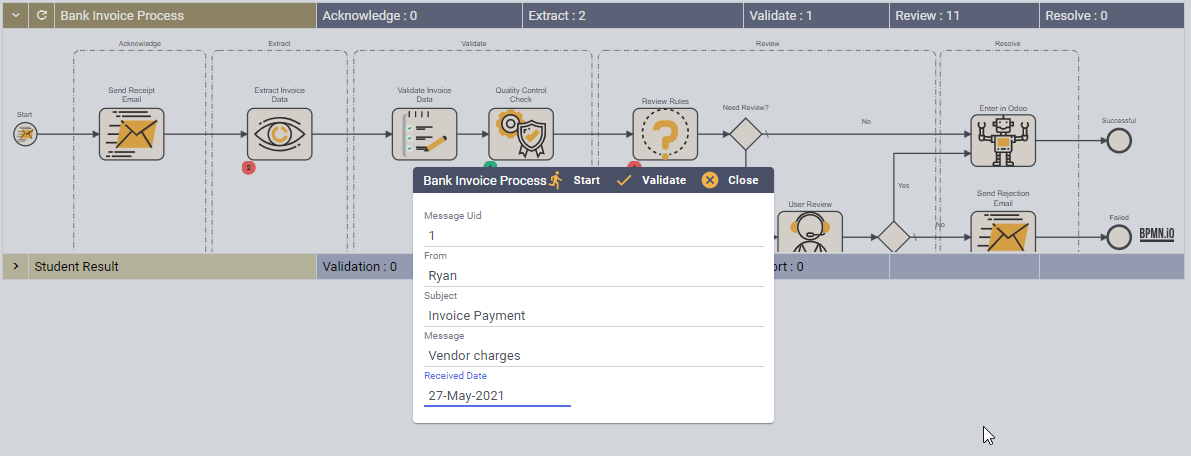 Bank Invoice Process
Acknowledge : 0
Extract : 2
Validate : 1
Review : 11
Resolve : 0
Acknowledge
Extract
Validate
Review
Resolve
Start
Send Receipt
Email
Extract Invoice
Data
2
Validate Invoice
Data
Quality Control
Check
Review Rules
Need Review?
No
Enter in Odoo
Successful
Yes
User Review
No
Send Rejection
Email
Failed
BPMN.iO
Bank Invoice Process
Start
Validate
Close
Message Uid
1
From
Ryan
Subject
Invoice Payment
Message
Vendor charges
Received Date
27-May-2021
Student Result
Validation : 0
ort : 0